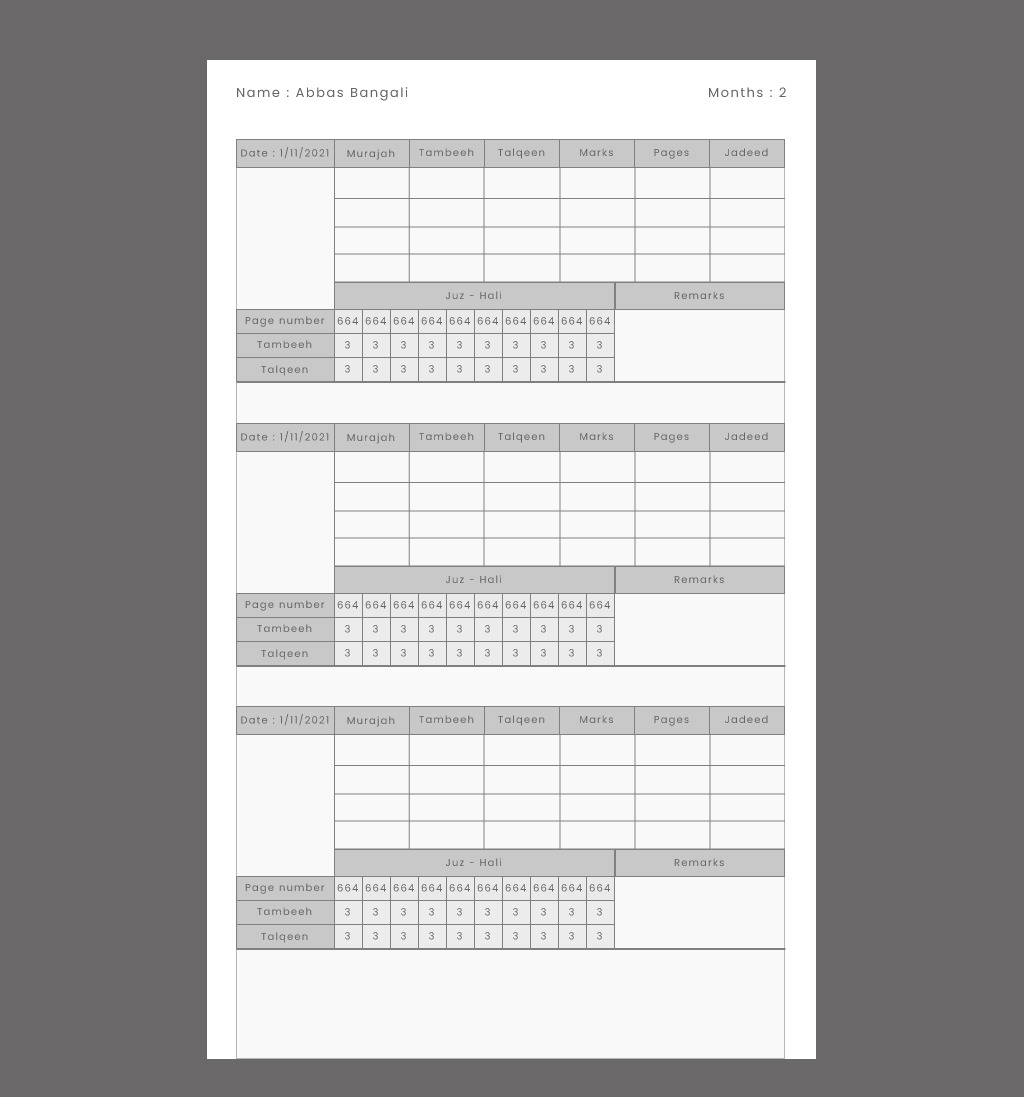 Name : Abbas Bangali Months : 2
Date : 1/11/2021 Murajah Tambeeh Talqeen Marks Pages Jadeed
Juz - Hali Remarks
Page number 664 664 664 664 664 664 664 664 664 664
Tambeeh 3 3 3 3 3 3 3 3 3 3
Talqeen 3 3 3 3 3 3 3 3 3 3
Date : 1/11/2021 Murajah Tambeeh Talqeen Marks Pages Jadeed
Juz - Hali Remarks
Page number 664 664 664 664 664 664 664 664 664 664
Tambeeh 3 3 3 3 3 3 3 3 3 3
Talqeen 3 3 3 3 3 3 3 3 3 3
Date : 1/11/2021 Murajah Tambeeh Talqeen Marks Pages Jadeed
Juz - Hali Remarks
Page number 664 664 664 664 664 664 664 664 664 664
Tambeeh 3 3 3 3 3 3 3 3 3 3
Talqeen 3 3 3 3 3 3 3 3 3 3